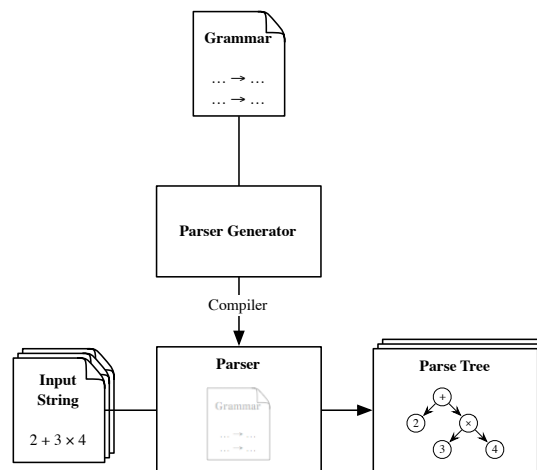 Grammar
… → …
… → …
Parser Generator
Compiler
Input
String
2 + 3 × 4
Parser
Grammar
… → …
… → …
Parse Tree
+
2
×
3
4